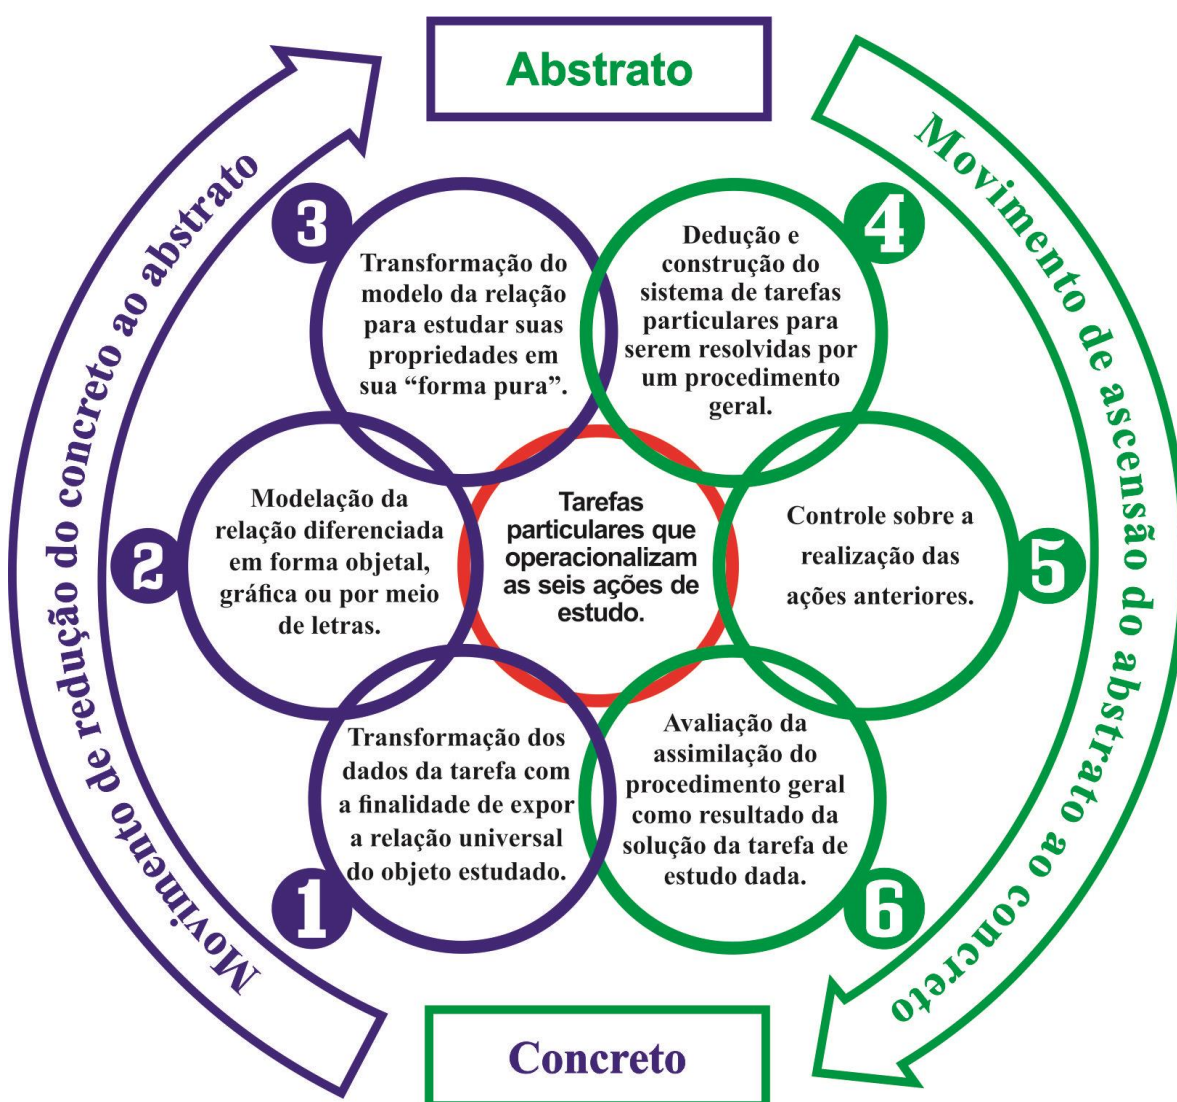 Abstrato
Movimento de redução do concreto ao abstrato
Movimento de ascensão do abstrato ao concreto
3
Transformação do
modelo da relação
para estudar suas
propriedades em
sua “forma pura”.
4
Dedução e
construção do
sistema de tarefas
particulares para
serem resolvidas por
um procedimento
geral.
2
Modelação da
relação diferenciada
em forma objetal,
gráfica ou por meio
de letras.
Tarefas
particulares que
operacionalizam
as seis ações de
estudo.
Controle sobre a
realização das
ações anteriores.
5
1
Transformação dos
dados da tarefa com
a finalidade de expor
a relação universal
do objeto estudado.
Avaliação da
assimilação do
procedimento geral
como resultado da
solução da tarefa de
estudo dada.
6
Concreto